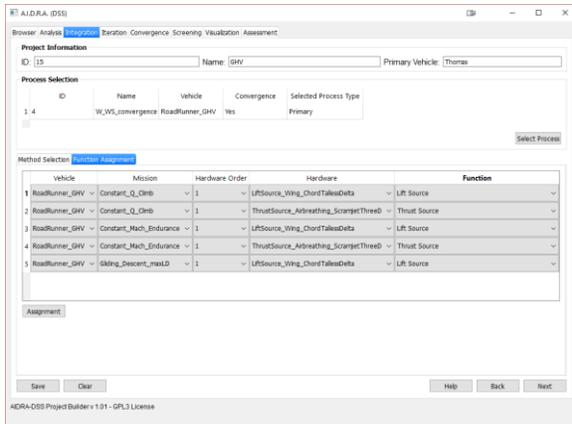 A.I.D.R.A. (DSS)
Browser Analysis Integration Iteration Convergence Screening Visualization Assessment
Project Information
ID: 15 Name: GHV Primary Vehicle: Thomas
Process Selection
ID Name Vehicle Convergence Selected Process Type
1 4 W_WS_convergence RoadRunner_GHV Yes Primary
Select Process
Method Selection Function Assignment
Vehicle Mission Hardware Order Hardware Function
1 RoadRunner_GHV Constant_Q_Climb 1 LiftSource_Wing_ChordTaillessDelta Lift Source
2 RoadRunner_GHV Constant_Q_Climb 1 ThrustSource_Airbreathing_ScramjetThreeD Thrust Source
3 RoadRunner_GHV Constant_Mach_Endurance 1 LiftSource_Wing_ChordTaillessDelta Lift Source
4 RoadRunner_GHV Constant_Mach_Endurance 1 ThrustSource_Airbreathing_ScramjetThreeD Thrust Source
5 RoadRunner_GHV Gliding_Descent_maxLD 1 LiftSource_Wing_ChordTaillessDelta Lift Source
Assignment
Save Clear Help Back Next
AIDRA-DSS Project Builder v 1.01 - GPL3 License